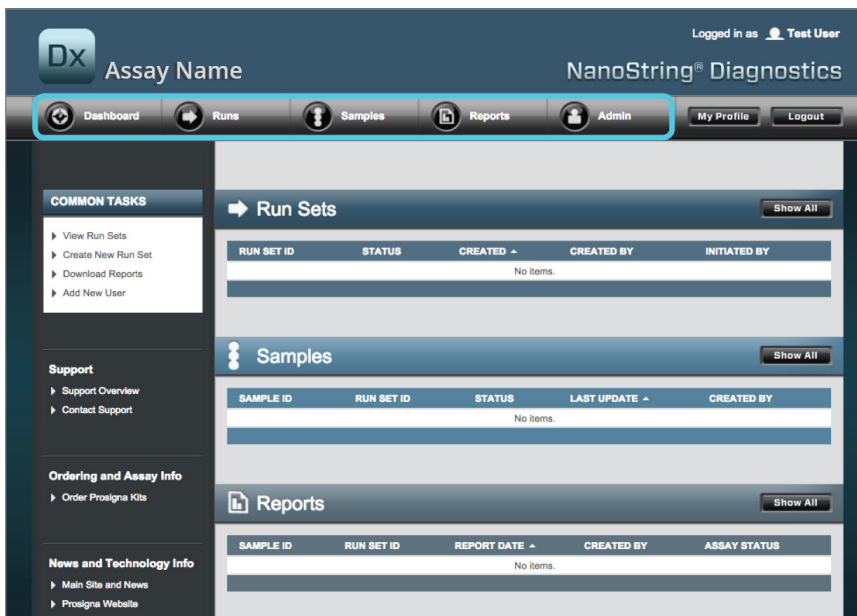 Logged in as Test User
Dx Assay Name
NanoString® Diagnostics
Dashboard Runs Samples Reports Admin My Profile Logout
COMMON TASKS
View Run Sets
Create New Run Set
Download Reports
Add New User
Support
Support Overview
Contact Support
Ordering and Assay Info
Order Prosigna Kits
News and Technology Info
Main Site and News
Prosigna Website
Run Sets Show All
RUN SET ID STATUS CREATED CREATED BY INITIATED BY
No items.
Samples Show All
SAMPLE ID RUN SET ID STATUS LAST UPDATE CREATED BY
No items.
Reports Show All
SAMPLE ID RUN SET ID REPORT DATE CREATED BY ASSAY STATUS
No items.